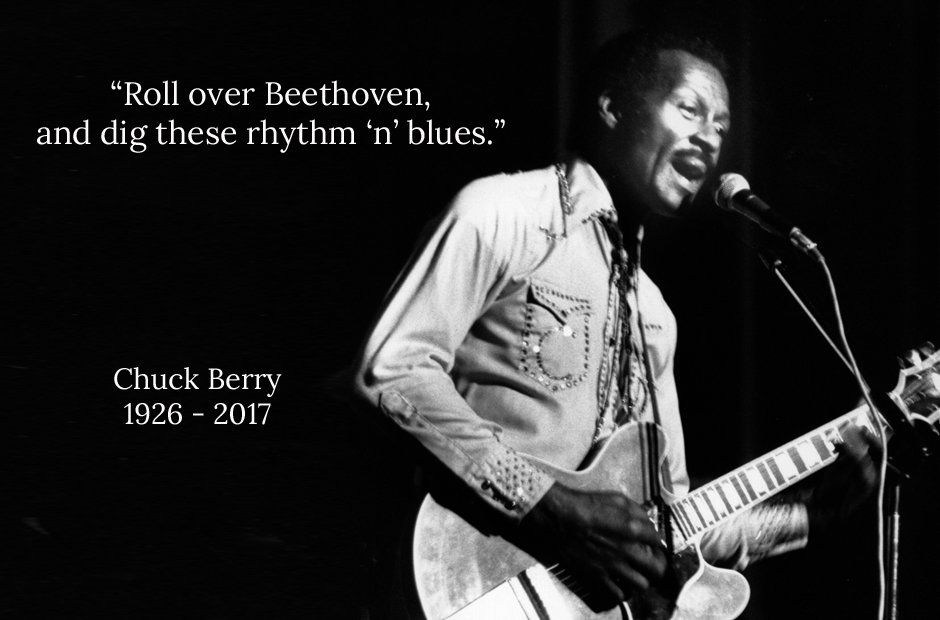 “Roll over Beethoven,
and dig these rhythm ‘n’ blues.”
Chuck Berry
1926 - 2017